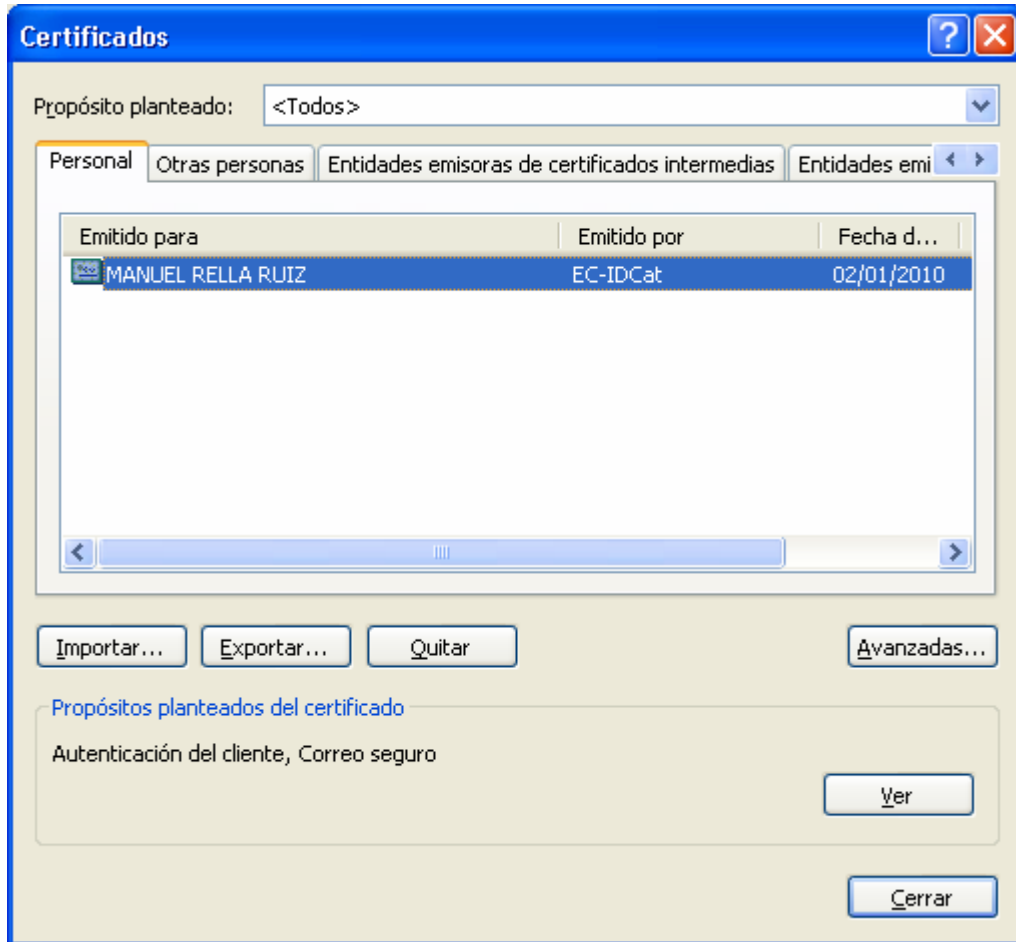 Certificados
Propósito planteado: <Todos>
Personal Otras personas Entidades emisoras de certificados intermedias Entidades emi
Emitido para Emitido por Fecha d...
MANUEL RELLA RUIZ EC-IDCat 02/01/2010
Importar... Exportar... Quitar Avanzadas...
Propósitos planteados del certificado
Autenticación del cliente, Correo seguro
Ver
Cerrar